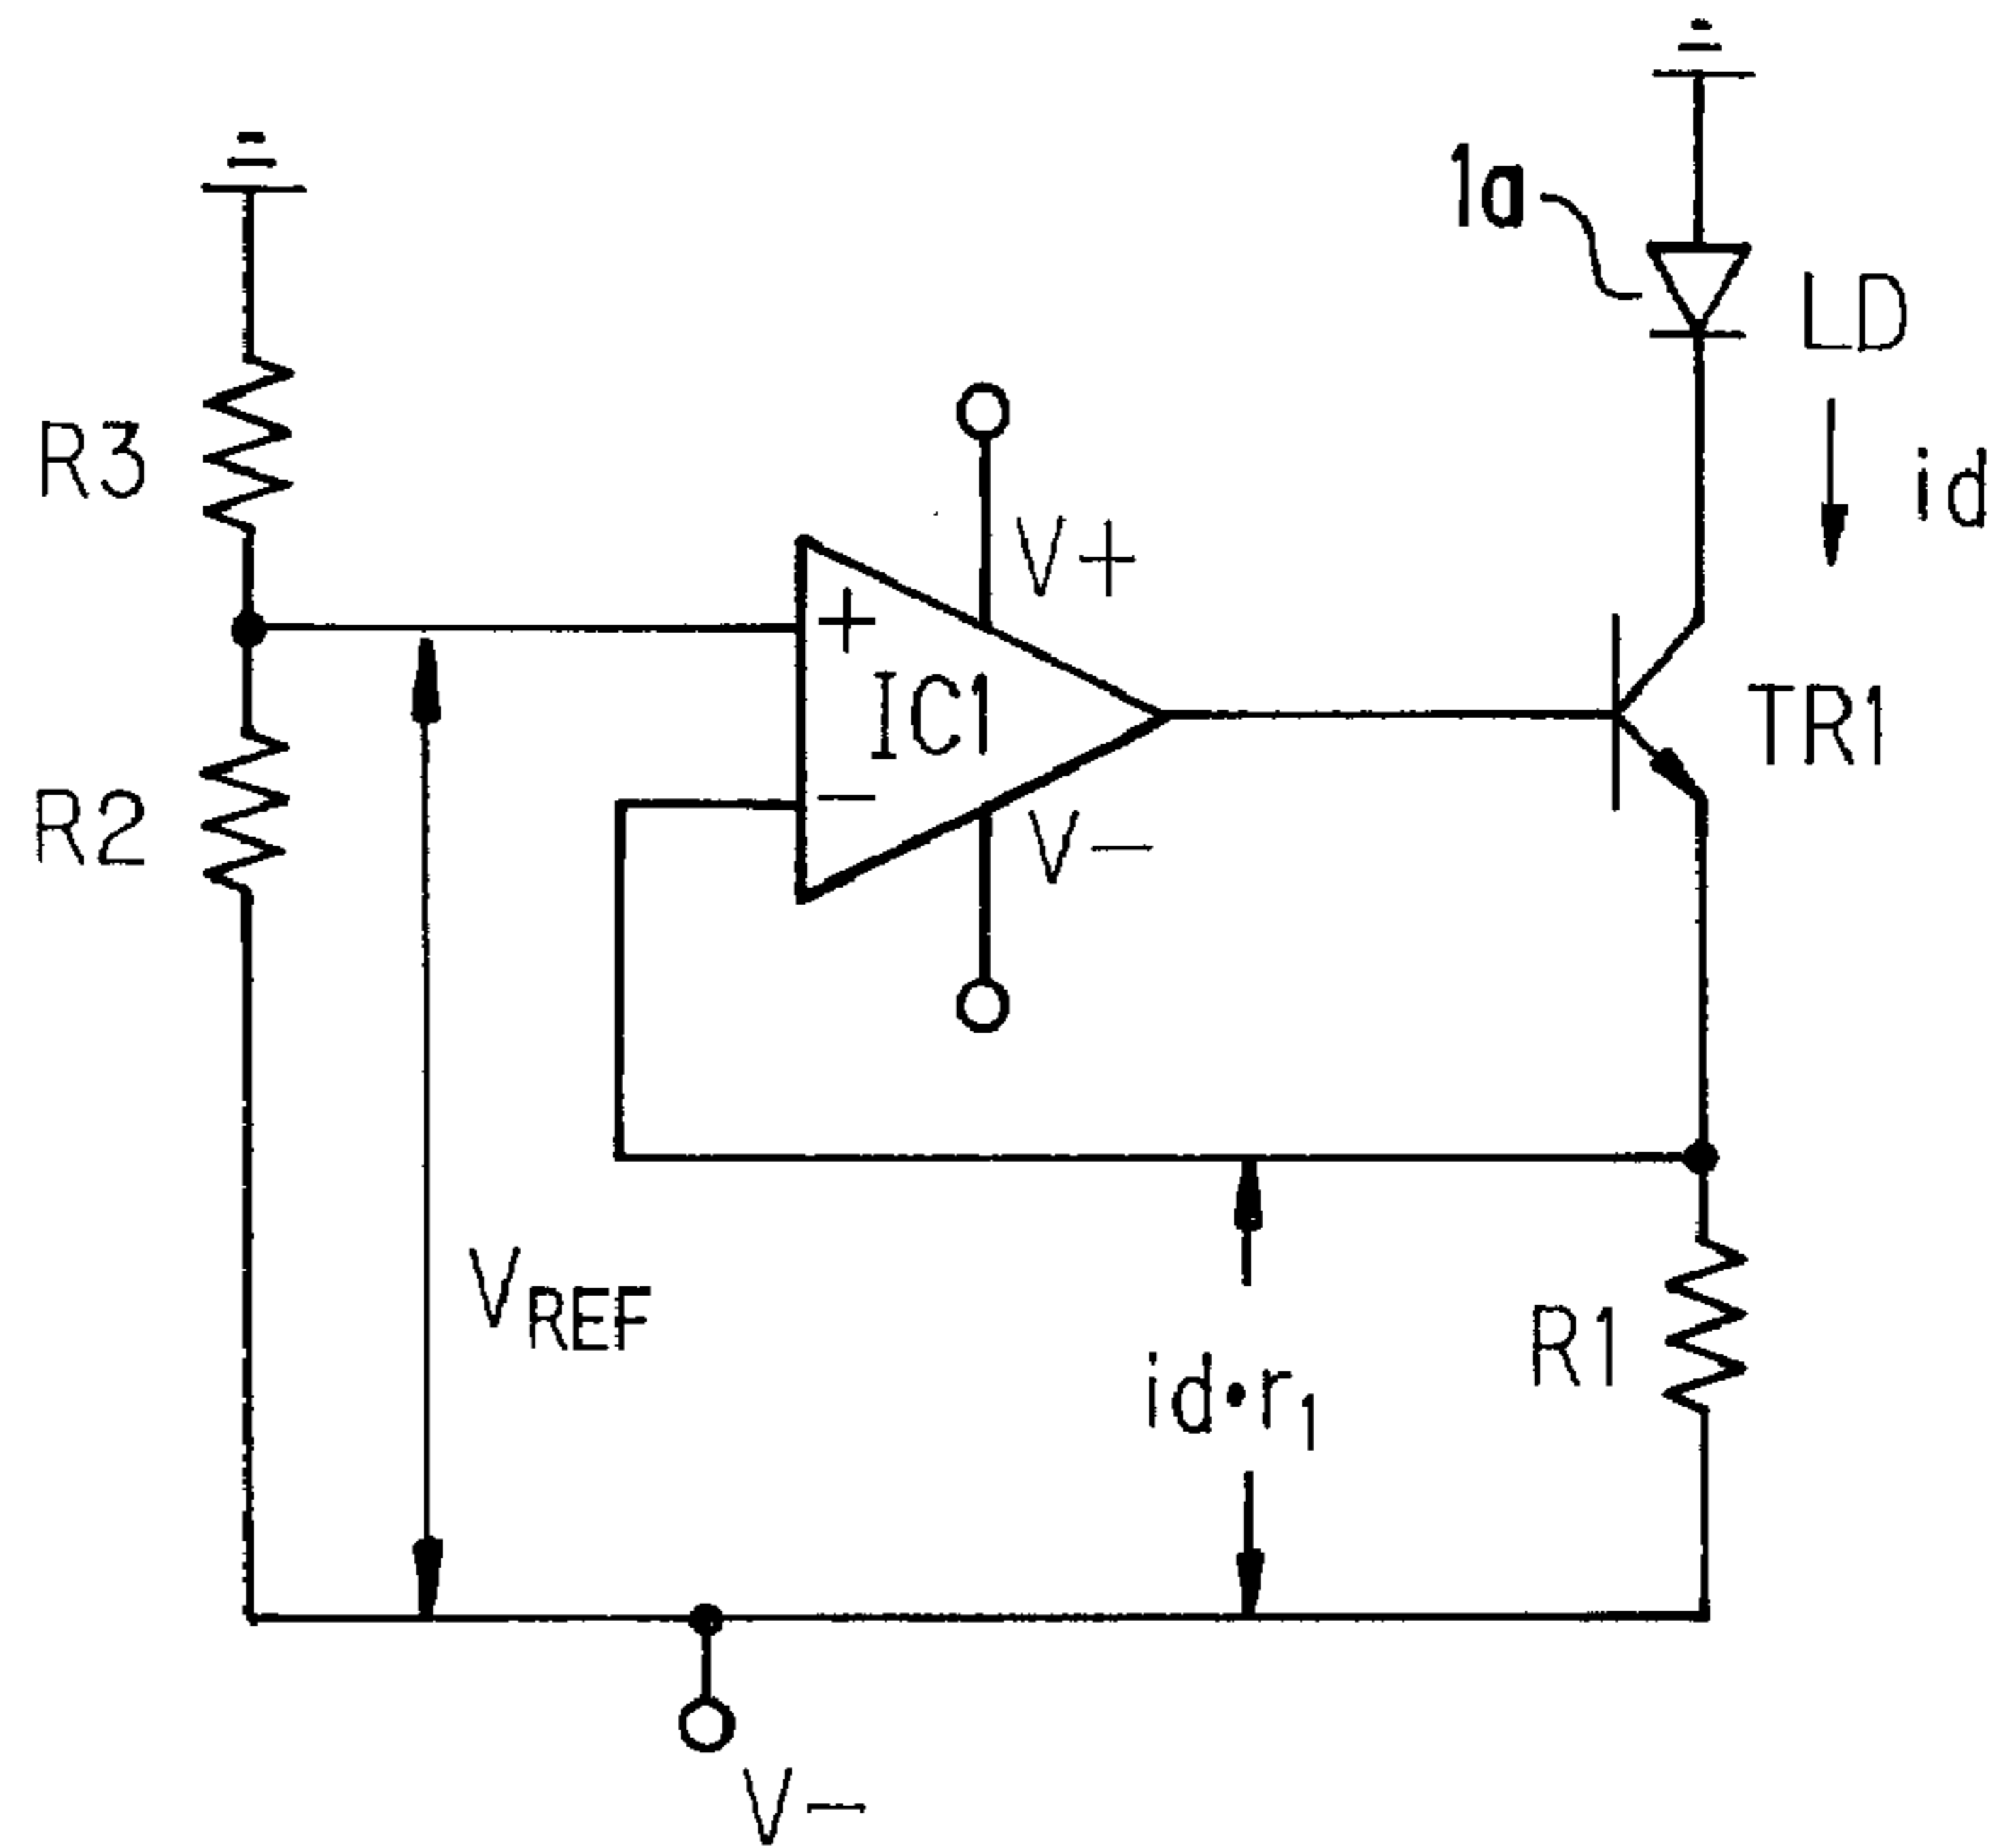 1a
LD
id
R3
V+
+
IC1
TR1
R2
−
V−
VREF
id·r1
R1
V−